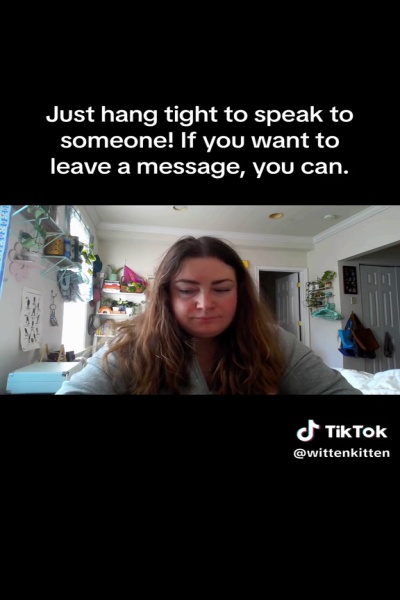 Just hang tight to speak to
someone! If you want to
leave a message, you can.
TikTok
@wittenkitten